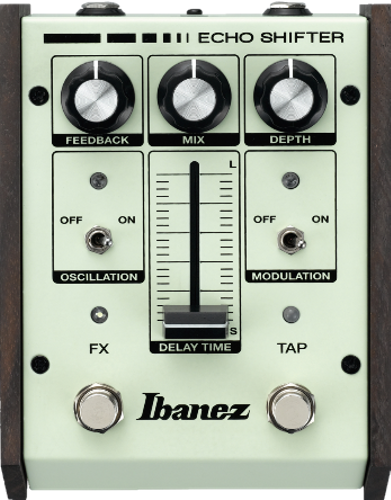 ECHO SHIFTER
FEEDBACK MIX DEPTH
L
OFF ON OFF ON
OSCILLATION MODULATION
S
DELAY TIME
FX TAP
Ibanez